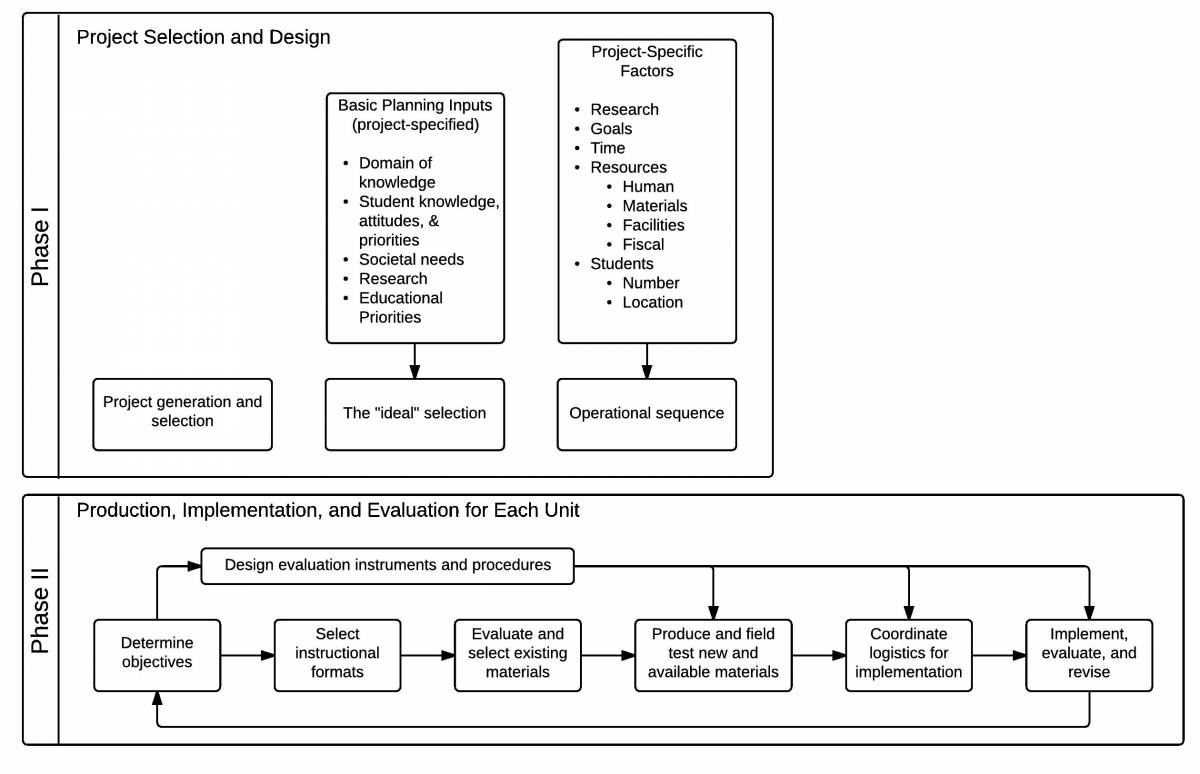 Phase I
Project Selection and Design
Project generation and
selection
Basic Planning Inputs
(project-specified)
• Domain of
knowledge
• Student knowledge,
attitudes, &
priorities
• Societal needs
• Research
• Educational
Priorities
The "ideal" selection
Project-Specific
Factors
• Research
• Goals
• Time
• Resources
• Human
• Materials
• Facilities
• Fiscal
• Students
• Number
• Location
Operational sequence
Phase II
Production, Implementation, and Evaluation for Each Unit
Design evaluation instruments and procedures
Determine
objectives
Select
instructional
formats
Evaluate and
select existing
materials
Produce and field
test new and
available materials
Coordinate
logistics for
implementation
Implement,
evaluate, and
revise